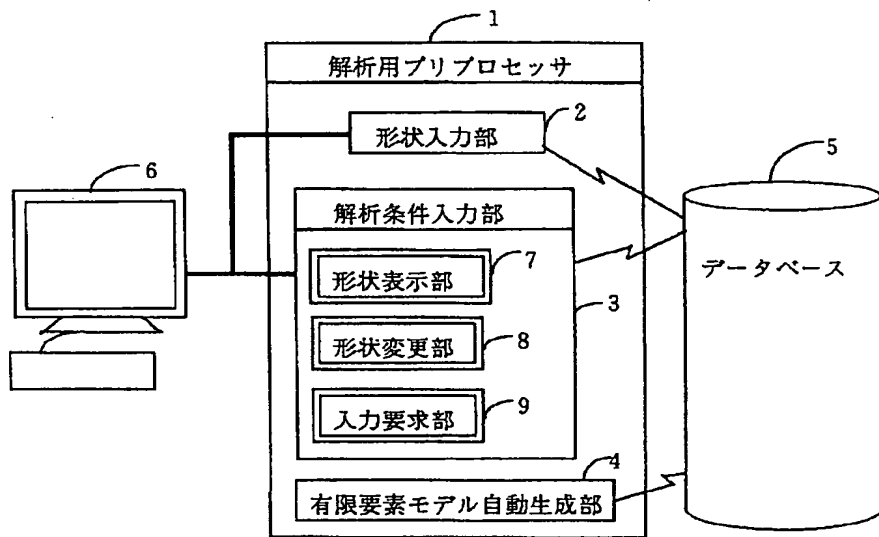 1
解析用プリプロセッサ
2
形状入力部
5
6
解析条件入力部
データベース
7
形状表示部
3
8
形状変更部
9
入力要求部
4
有限要素モデル自動生成部